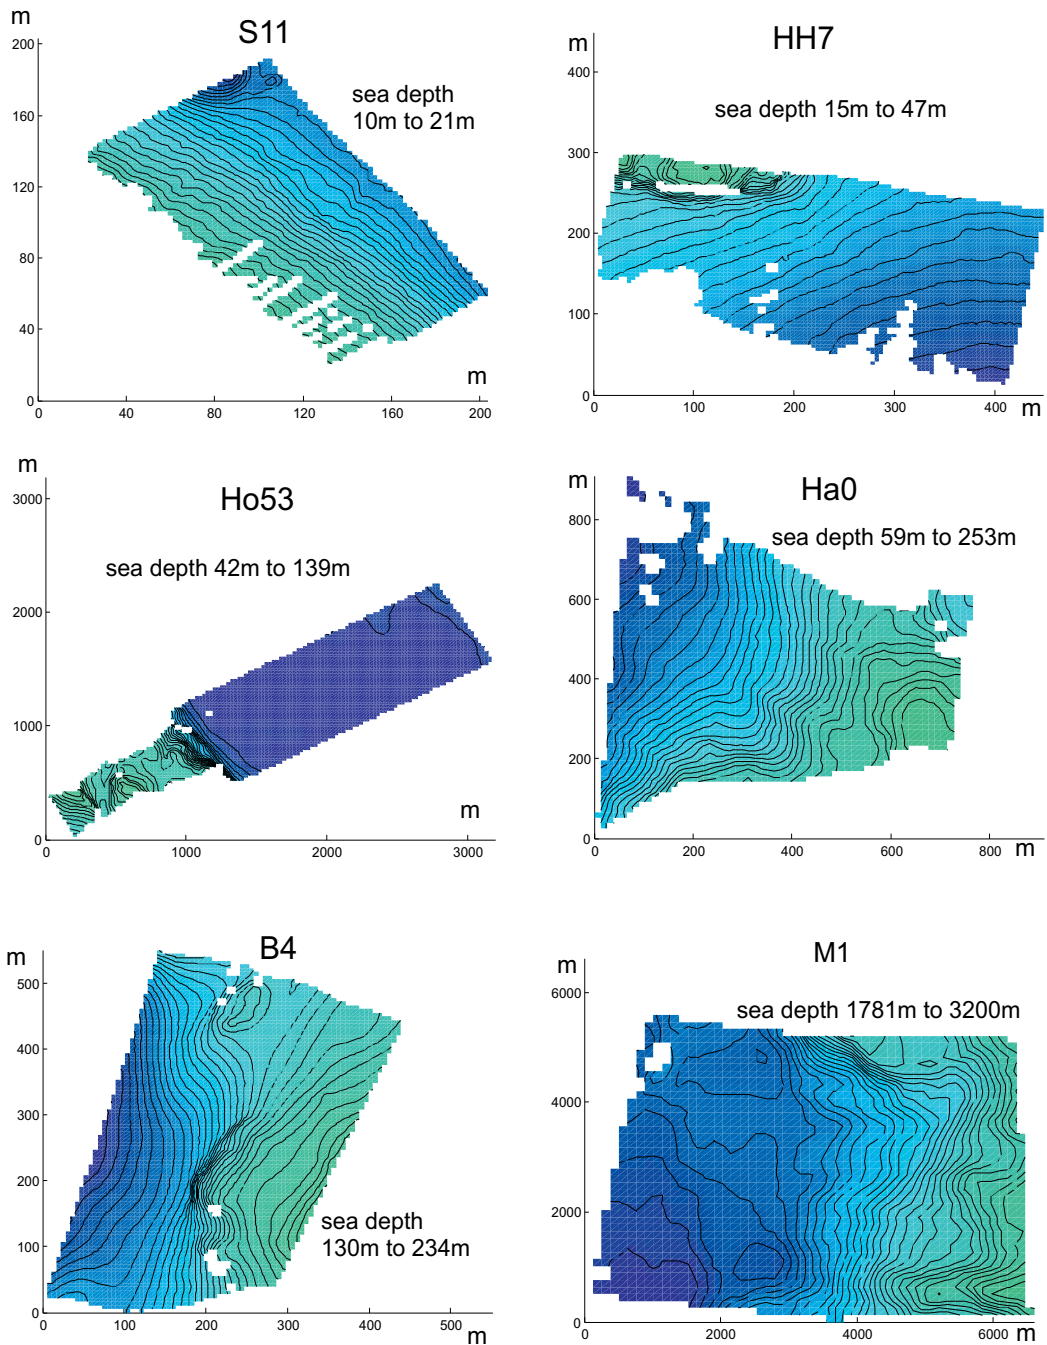 S11
m
200
160
120
80
40
0
sea depth
10m to 21m
m
0 40 80 120 160 200
HH7
m
400
300
200
100
0
sea depth 15m to 47m
0 100 200 300 400 m
Ho53
m
3000
2000
1000
0
sea depth 42m to 139m
m
0 1000 2000 3000
Ha0
m
800
600
400
200
0
sea depth 59m to 253m
0 200 400 600 800 m
B4
m
500
400
300
200
100
0
sea depth
130m to 234m
0 100 200 300 400 500 m
M1
m
6000
4000
2000
0
sea depth 1781m to 3200m
0 2000 4000 6000 m